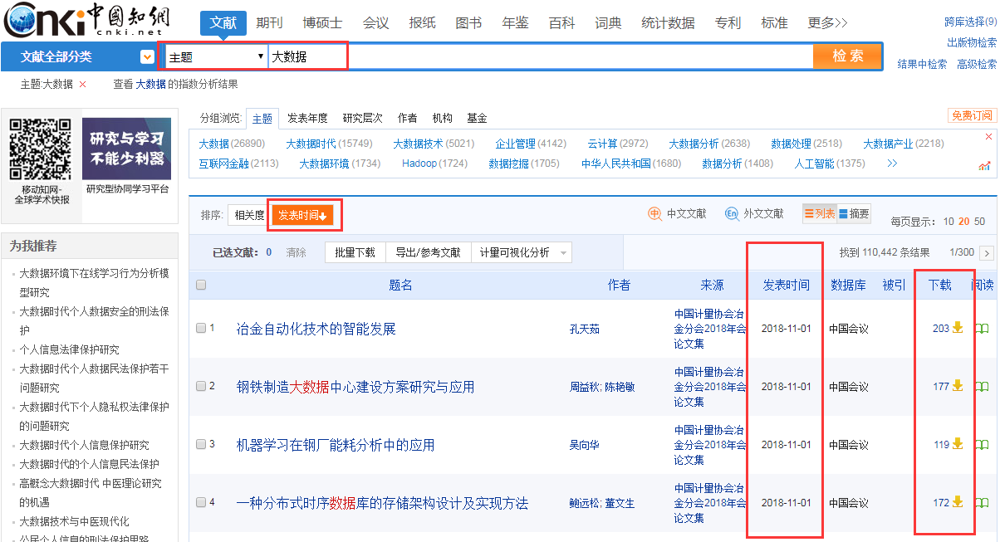 Cnki中国知網
cnki.net
文献 期刊 博硕士 会议 报纸 图书 年鉴 百科 词典 统计数据 专利 标准 更多>>
跨库选择(9)
出版物检索
文献全部分类 主题 大数据 检索
结果中检索 高级检索
主题:大数据 × 查看 大数据 的指数分析结果
分组浏览: 主题 发表年度 研究层次 作者 机构 基金
免费订阅
大数据(26890) 大数据时代(15749) 大数据技术(5021) 企业管理(4142) 云计算(2972) 大数据分析(2638) 数据处理(2518) 大数据产业(2218)
互联网金融(2113) 大数据环境(1734) Hadoop(1724) 数据挖掘(1705) 中华人民共和国(1680) 数据分析(1408) 人工智能(1375) >>
研究与学习
不能少利器
移动知网-
全球学术快报
研究型协同学习平台
排序: 相关度 发表时间↓ 中 中文文献 En 外文文献 列表 摘要 每页显示: 10 20 50
已选文献: 0 清除 批量下载 导出/参考文献 计量可视化分析 找到 110,442 条结果 1/300 >
题名 作者 来源 发表时间 数据库 被引 下载 阅读
1 冶金自动化技术的智能发展 孔天茹 中国计量协会冶
金分会2018年会
论文集 2018-11-01 中国会议 203
2 钢铁制造大数据中心建设方案研究与应用 周益秋; 陈艳敏 中国计量协会冶
金分会2018年会
论文集 2018-11-01 中国会议 177
3 机器学习在钢厂能耗分析中的应用 吴向华 中国计量协会冶
金分会2018年会
论文集 2018-11-01 中国会议 119
4 一种分布式时序数据库的存储架构设计及实现方法 鲍远松; 董文生 中国计量协会冶
金分会2018年会
论文集 2018-11-01 中国会议 172
为我推荐
大数据环境下在线学习行为分析模
型研究
大数据时代个人数据安全的刑法保
护
个人信息法律保护研究
大数据时代个人数据民法保护若干
问题研究
大数据时代下个人隐私权法律保护
的问题研究
大数据时代个人信息保护研究
大数据时代的个人信息民法保护
高概念大数据时代 中医理论研究
的机遇
大数据技术与中医现代化
公民个人信息的刑法保护思路